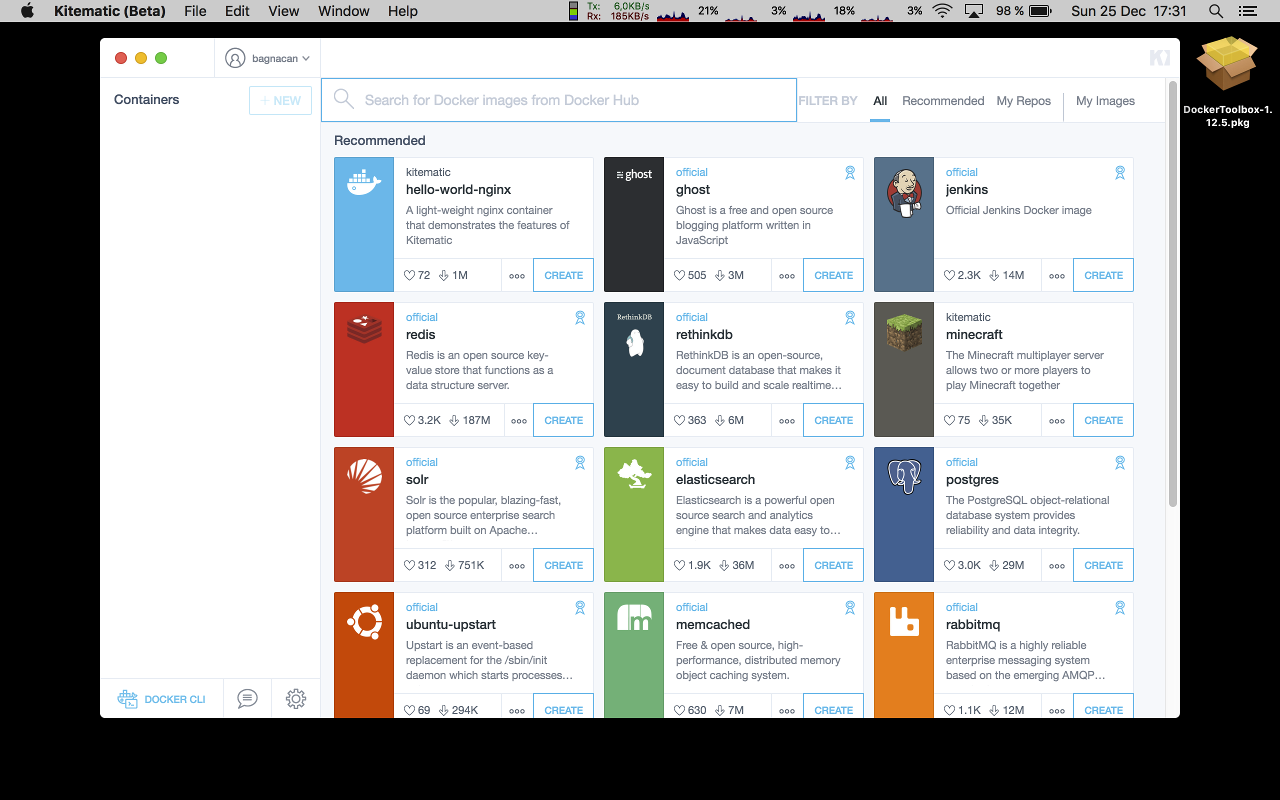 Kitematic (Beta) File Edit View Window Help
Tx: 6,0KB/s
Rx: 185KB/s
21% 3% 18% 3% 98 % Sun 25 Dec 17:31
bagnacan
Containers
+ NEW
Search for Docker images from Docker Hub
FILTER BY All Recommended My Repos My Images
DockerToolbox-1.
12.5.pkg
Recommended
kitematic
hello-world-nginx
A light-weight nginx container
that demonstrates the features of
Kitematic
72 1M CREATE
ghost
official
ghost
Ghost is a free and open source
blogging platform written in
JavaScript
505 3M CREATE
official
jenkins
Official Jenkins Docker image
2.3K 14M CREATE
official
redis
Redis is an open source key-
value store that functions as a
data structure server.
3.2K 187M CREATE
RethinkDB
official
rethinkdb
RethinkDB is an open-source,
document database that makes it
easy to build and scale realtime…
363 6M CREATE
kitematic
minecraft
The Minecraft multiplayer server
allows two or more players to
play Minecraft together
75 35K CREATE
official
solr
Solr is the popular, blazing-fast,
open source enterprise search
platform built on Apache…
312 751K CREATE
official
elasticsearch
Elasticsearch is a powerful open
source search and analytics
engine that makes data easy to…
1.9K 36M CREATE
official
postgres
The PostgreSQL object-relational
database system provides
reliability and data integrity.
3.0K 29M CREATE
official
ubuntu-upstart
Upstart is an event-based
replacement for the /sbin/init
daemon which starts processes…
69 294K CREATE
official
memcached
Free & open source, high-
performance, distributed memory
object caching system.
630 7M CREATE
official
rabbitmq
RabbitMQ is a highly reliable
enterprise messaging system
based on the emerging AMQP…
1.1K 12M CREATE
DOCKER CLI